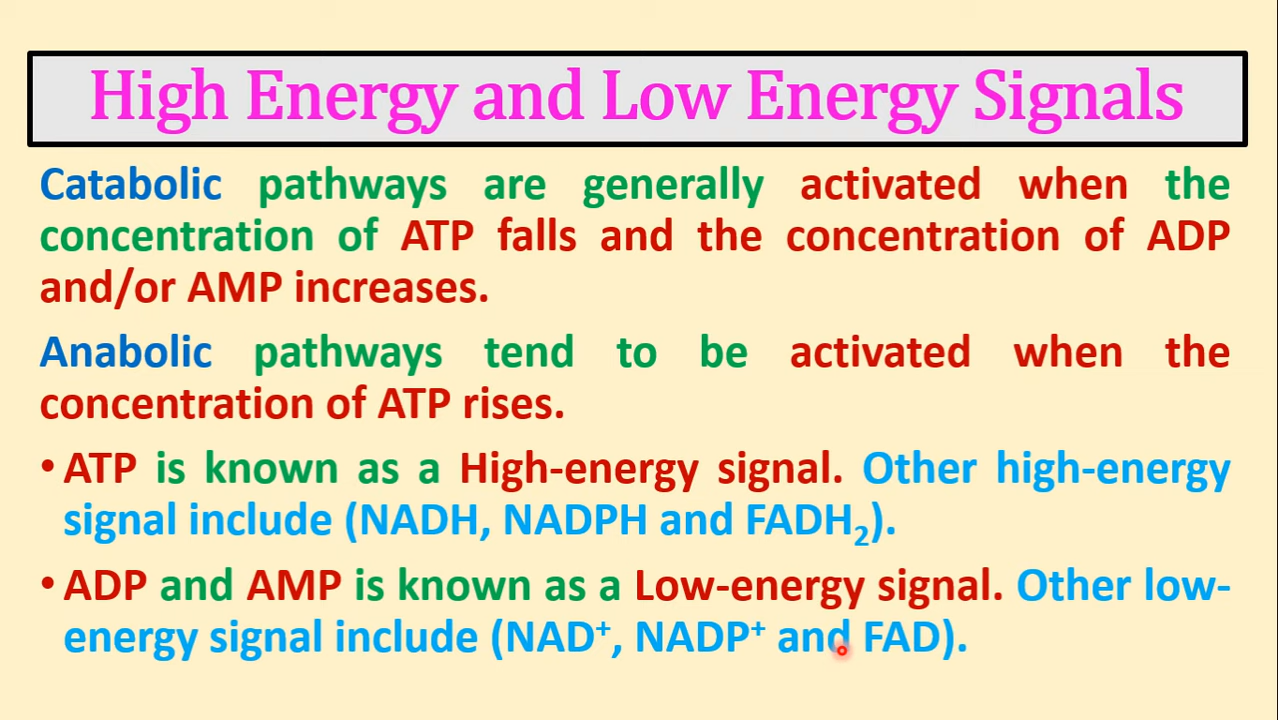 High Energy and Low Energy Signals
Catabolic pathways are generally activated when the
concentration of ATP falls and the concentration of ADP
and/or AMP increases.
Anabolic pathways tend to be activated when the
concentration of ATP rises.
• ATP is known as a High-energy signal. Other high-energy
signal include (NADH, NADPH and FADH₂).
• ADP and AMP is known as a Low-energy signal. Other low-
energy signal include (NAD⁺, NADP⁺ and FAD).